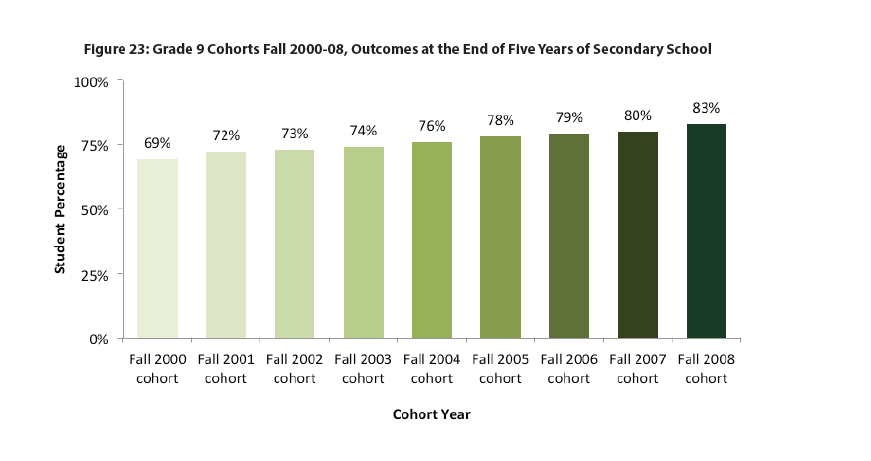 Figure 23: Grade 9 Cohorts Fall 2000-08, Outcomes at the End of Five Years of Secondary School
100%
75%
50%
25%
0%
Student Percentage
69%
72%
73%
74%
76%
78%
79%
80%
83%
Fall 2000 cohort
Fall 2001 cohort
Fall 2002 cohort
Fall 2003 cohort
Fall 2004 cohort
Fall 2005 cohort
Fall 2006 cohort
Fall 2007 cohort
Fall 2008 cohort
Cohort Year